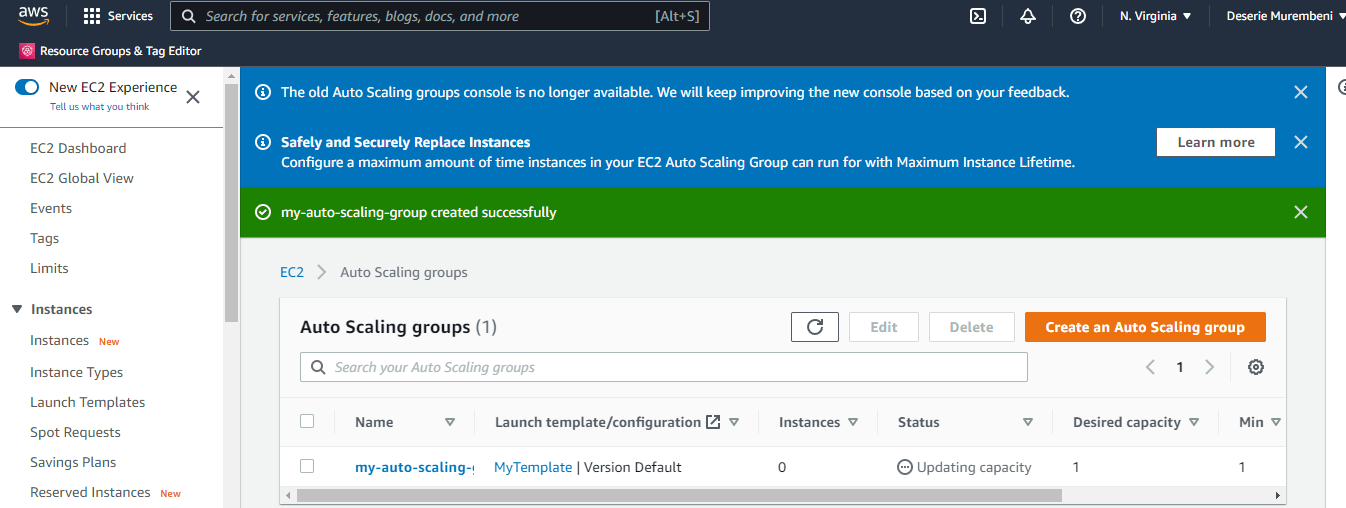 aws
Services
Search for services, features, blogs, docs, and more
[Alt+S]
N. Virginia
Deserie Murembeni
Resource Groups & Tag Editor
New EC2 Experience
Tell us what you think
EC2 Dashboard
EC2 Global View
Events
Tags
Limits
Instances
Instances New
Instance Types
Launch Templates
Spot Requests
Savings Plans
Reserved Instances New
The old Auto Scaling groups console is no longer available. We will keep improving the new console based on your feedback.
Safely and Securely Replace Instances
Configure a maximum amount of time instances in your EC2 Auto Scaling Group can run for with Maximum Instance Lifetime.
Learn more
my-auto-scaling-group created successfully
EC2 Auto Scaling groups
Auto Scaling groups (1)
Edit
Delete
Create an Auto Scaling group
Search your Auto Scaling groups
1
Name Launch template/configuration Instances Status Desired capacity Min
my-auto-scaling-g MyTemplate | Version Default 0 Updating capacity 1 1